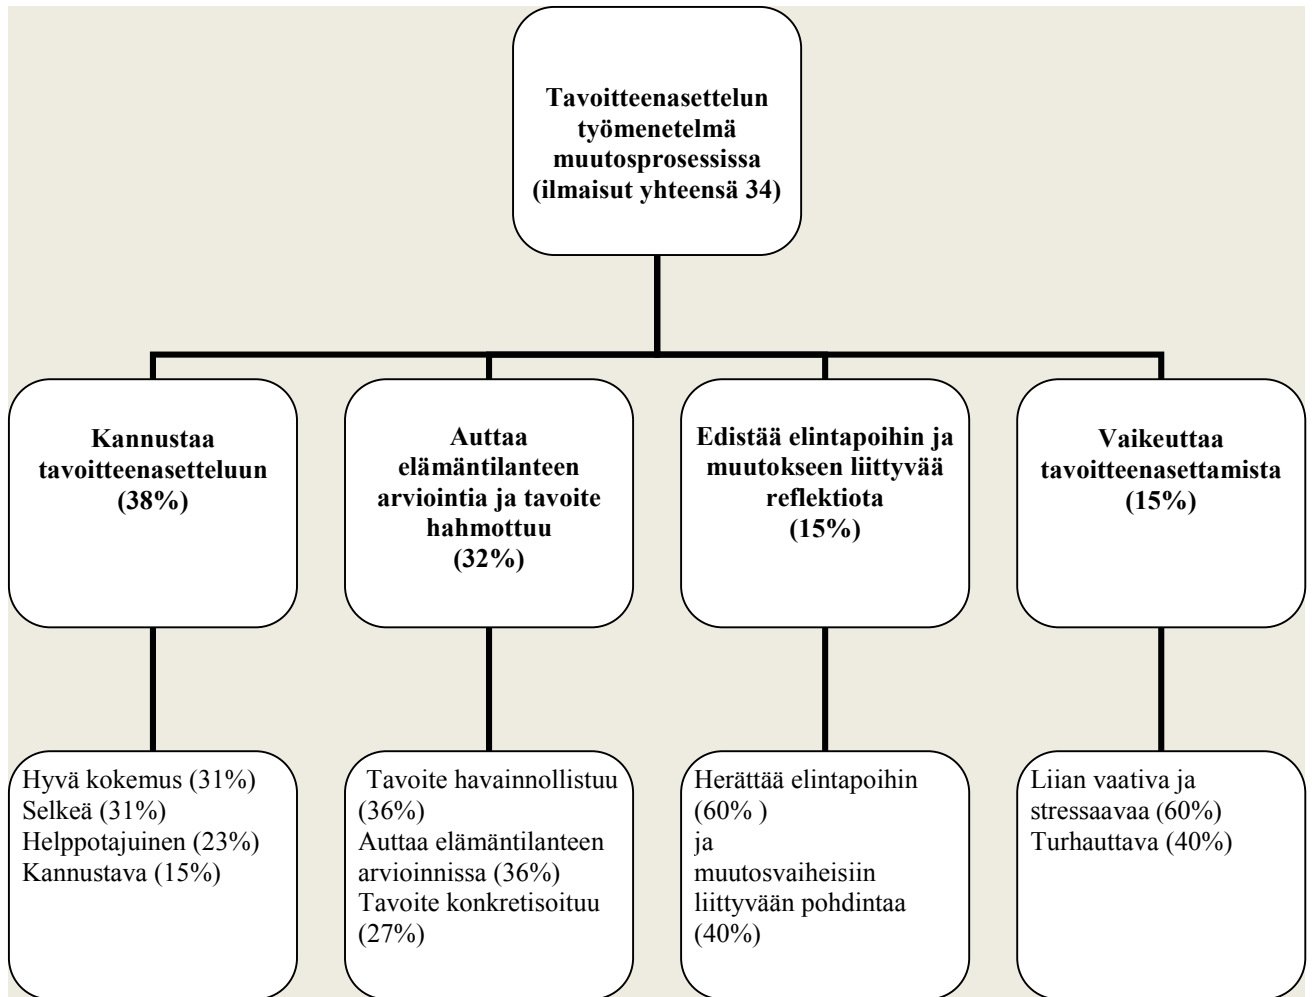 Tavoitteenasettelun
työmenetelmä
muutosprosessissa
(ilmaisut yhteensä 34)
Kannustaa
tavoitteenasetteluun
(38%)
Auttaa
elämäntilanteen
arviointia ja tavoite
hahmottuu
(32%)
Edistää elintapoihin ja
muutokseen liittyvää
reflektiota
(15%)
Vaikeuttaa
tavoitteenasettamista
(15%)
Hyvä kokemus (31%)
Selkeä (31%)
Helppotajuinen (23%)
Kannustava (15%)
Tavoite havainnollistuu
(36%)
Auttaa elämäntilanteen
arvioinnissa (36%)
Tavoite konkretisoituu
(27%)
Herättää elintapoihin
(60% )
ja
muutosvaiheisiin
liittyvään pohdintaa
(40%)
Liian vaativa ja
stressaavaa (60%)
Turhauttava (40%)